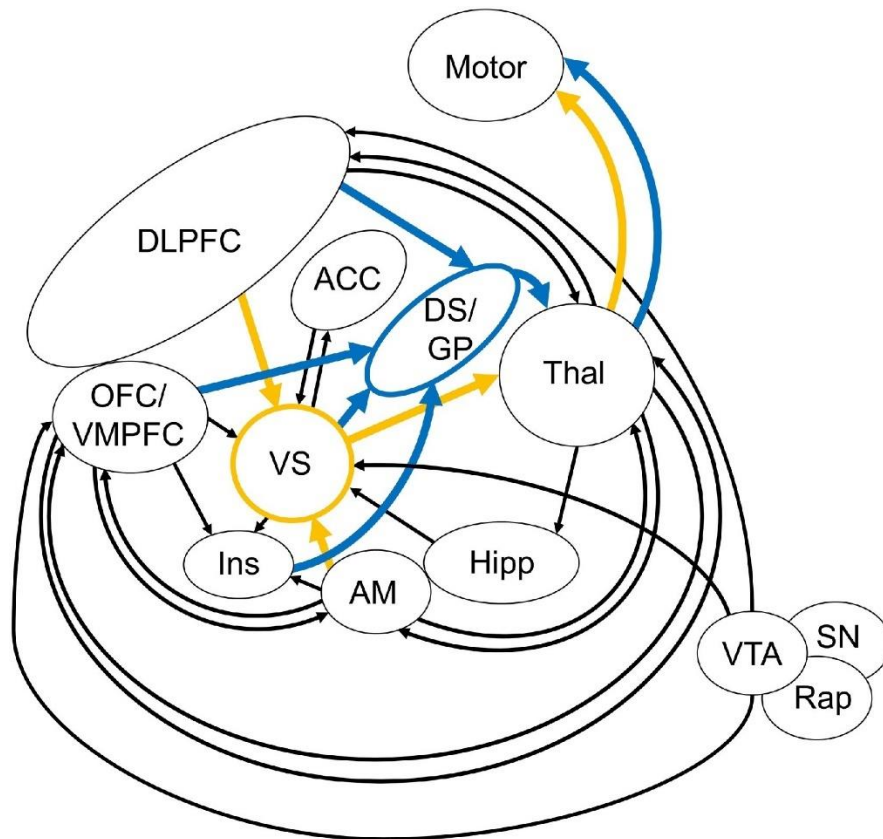 Motor
DLPFC
ACC
DS/
GP
Thal
OFC/
VMPFC
VS
Ins
AM
Hipp
VTA
SN
Rap